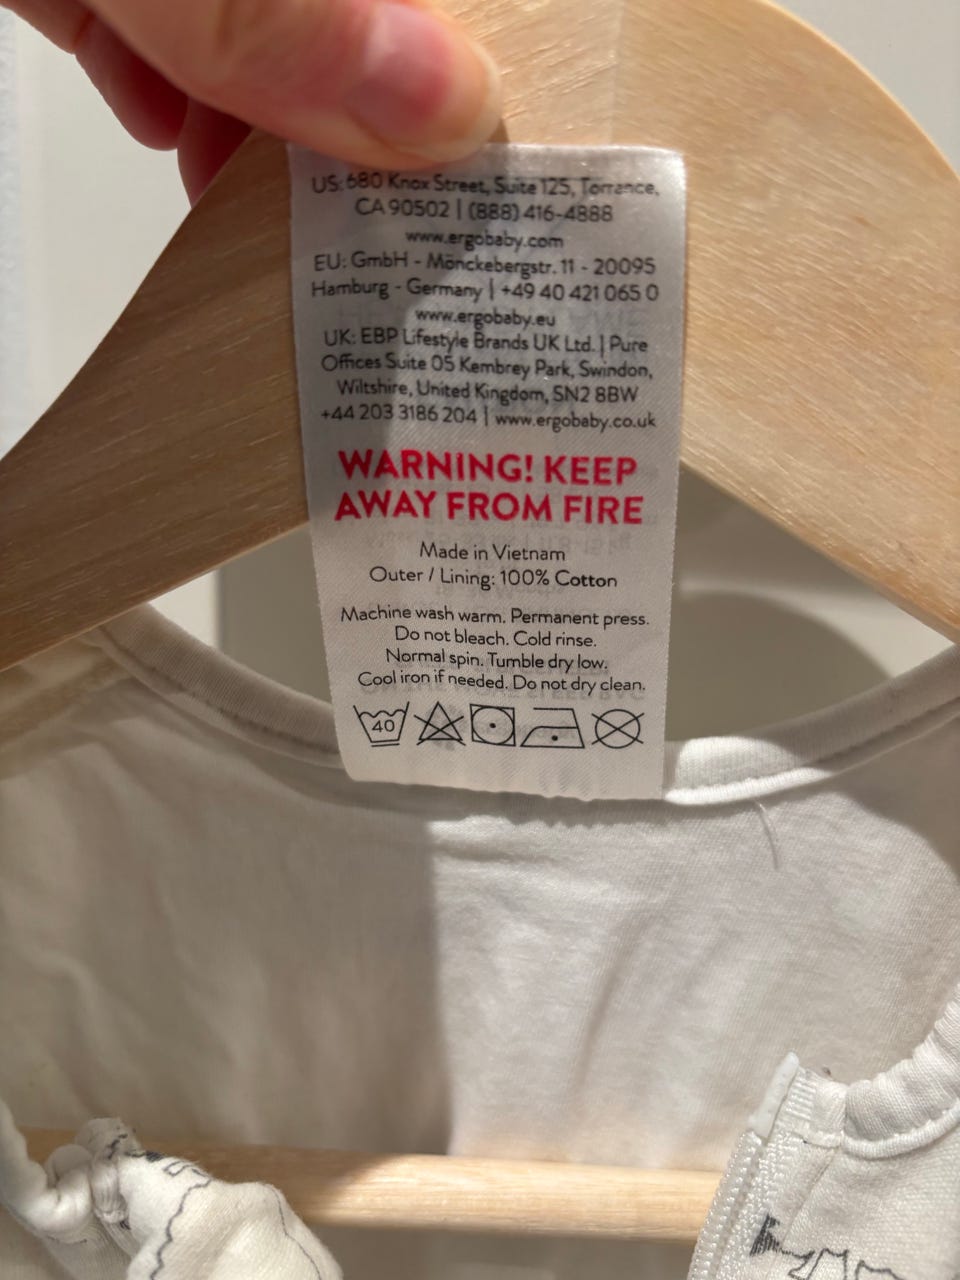 US: 680 Knox Street, Suite 125, Torrance,
CA 90502 | (888) 416-4888
www.ergobaby.com
EU: GmbH - Mönckebergstr. 11 - 20095
Hamburg - Germany | +49 40 421 065 0
www.ergobaby.eu
UK: EBP Lifestyle Brands UK Ltd. | Pure
Offices Suite 05 Kembrey Park, Swindon,
Wiltshire, United Kingdom, SN2 8BW
+44 203 3186 204 | www.ergobaby.co.uk
WARNING! KEEP
AWAY FROM FIRE
Made in Vietnam
Outer / Lining: 100% Cotton
Machine wash warm. Permanent press.
Do not bleach. Cold rinse.
Normal spin. Tumble dry low.
Cool iron if needed. Do not dry clean.
40